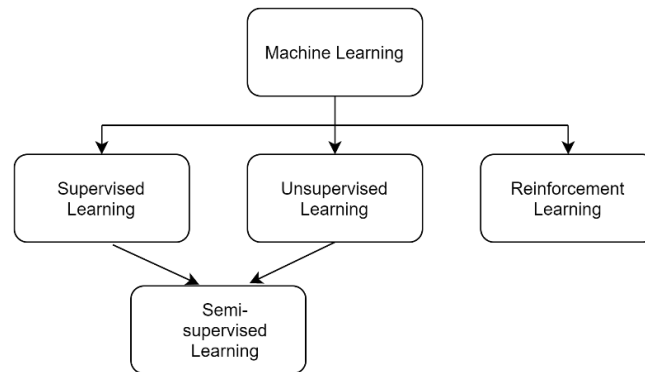 Machine Learning
Supervised
Learning
Unsupervised
Learning
Reinforcement
Learning
Semi-
supervised
Learning